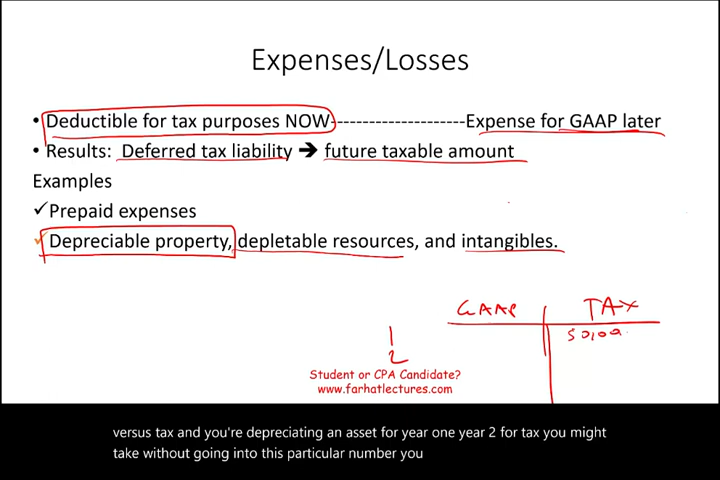 Expenses/Losses
• Deductible for tax purposes NOW---------------------Expense for GAAP later
• Results: Deferred tax liability ➔ future taxable amount
Examples
✓Prepaid expenses
✓Depreciable property, depletable resources, and intangibles.
GAAP TAX
1 50,00
2
Student or CPA Candidate?
www.farhatlectures.com
versus tax and you're depreciating an asset for year one year 2 for tax you might
take without going into this particular number you